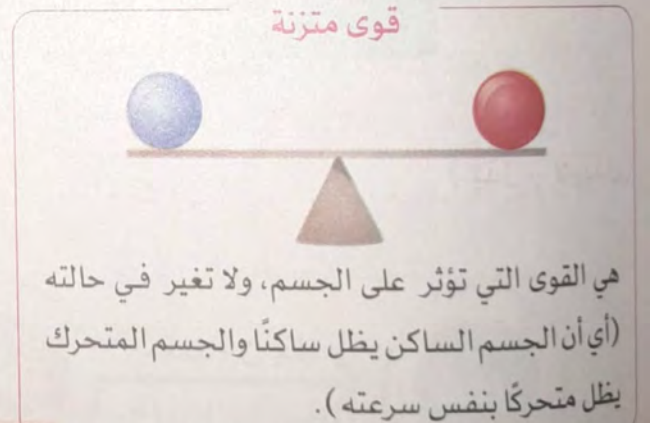 قوى متزنة
هي القوى التي تؤثر على الجسم، ولا تغير في حالته
(أي أن الجسم الساكن يظل ساكنًا والجسم المتحرك
يظل متحركًا بنفس سرعته).